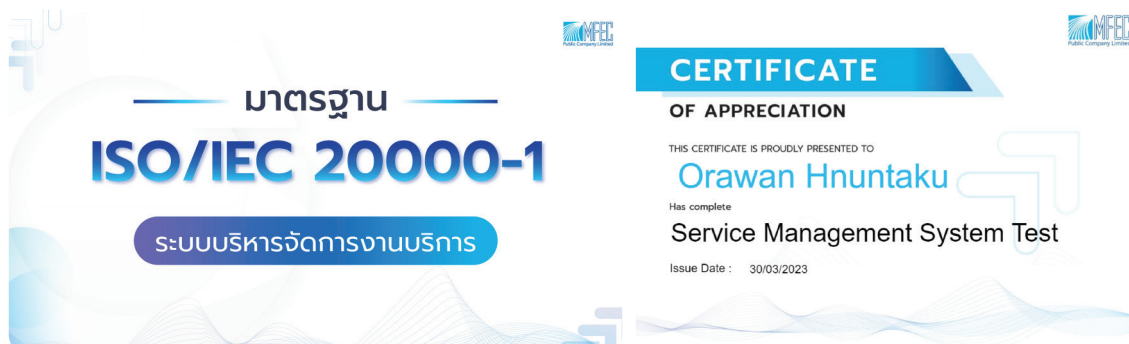 MFEC
Public Company Limited
มาตรฐาน
ISO/IEC 20000-1
ระบบบริหารจัดการงานบริการ
MFEC
Public Company Limited
CERTIFICATE
OF APPRECIATION
THIS CERTIFICATE IS PROUDLY PRESENTED TO
Orawan Hnuntaku
Has complete
Service Management System Test
Issue Date : 30/03/2023